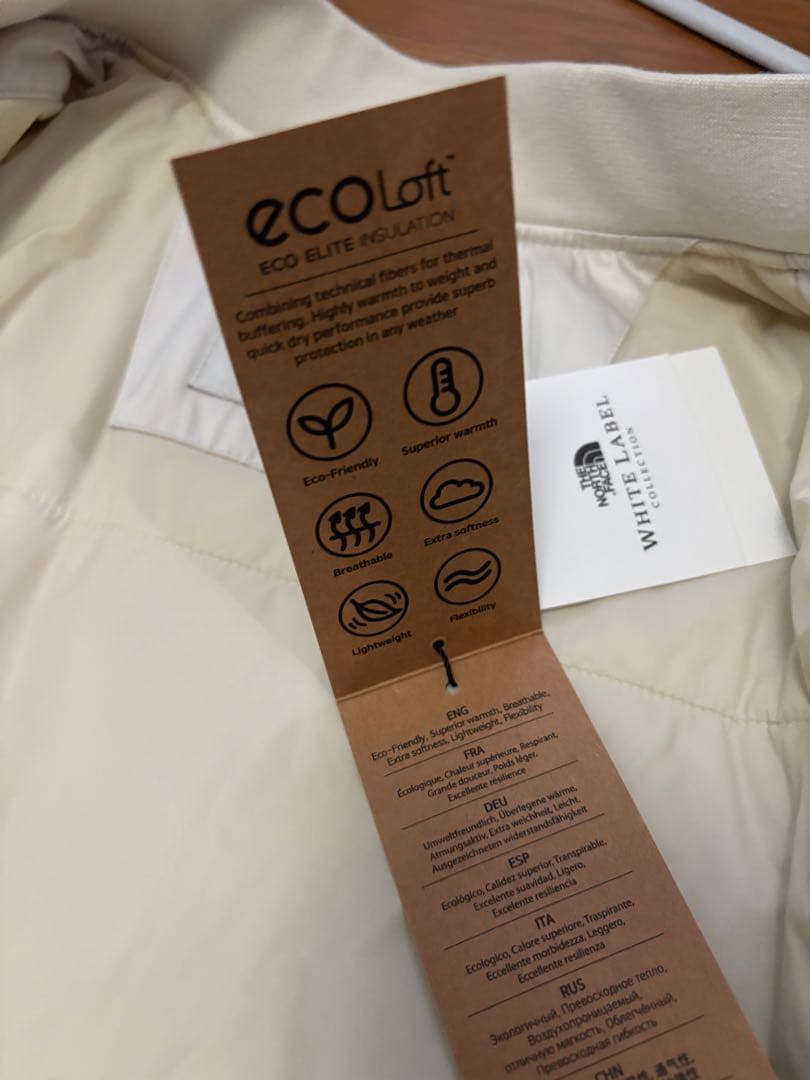 ecoLoft™
ECO ELITE INSULATION
Combining technical fibers for thermal
buffering. Highly warmth to weight and
quick dry performance provide superb
protection in any weather
Eco-Friendly
Superior warmth
Breathable
Extra softness
Lightweight
Flexibility
ENG
Eco-Friendly, Superior warmth, Breathable,
Extra softness, Lightweight, Flexibility
FRA
Écologique, Chaleur supérieure, Respirant,
Grande douceur, Poids léger,
Excellente résilience
DEU
Umweltfreundlich, Überlegene wärme,
Atmungsaktiv, Extra weichheit, Leicht,
Ausgezeichneten widerstandsfähigkeit
ESP
Ecológico, Calidez superior, Transpirable,
Excelente suavidad, Ligero,
Excelente resiliencia
ITA
Ecologico, Calore superiore, Traspirante,
Eccellente morbidezza, Leggero,
Eccellente resilienza
RUS
Экологичный, Превосходное тепло,
Воздухопроницаемый,
отличную мягкость, Облегчённый,
Превосходная гибкость
CHN
通气性,
THE
NORTH
FACE
WHITE LABEL
COLLECTION